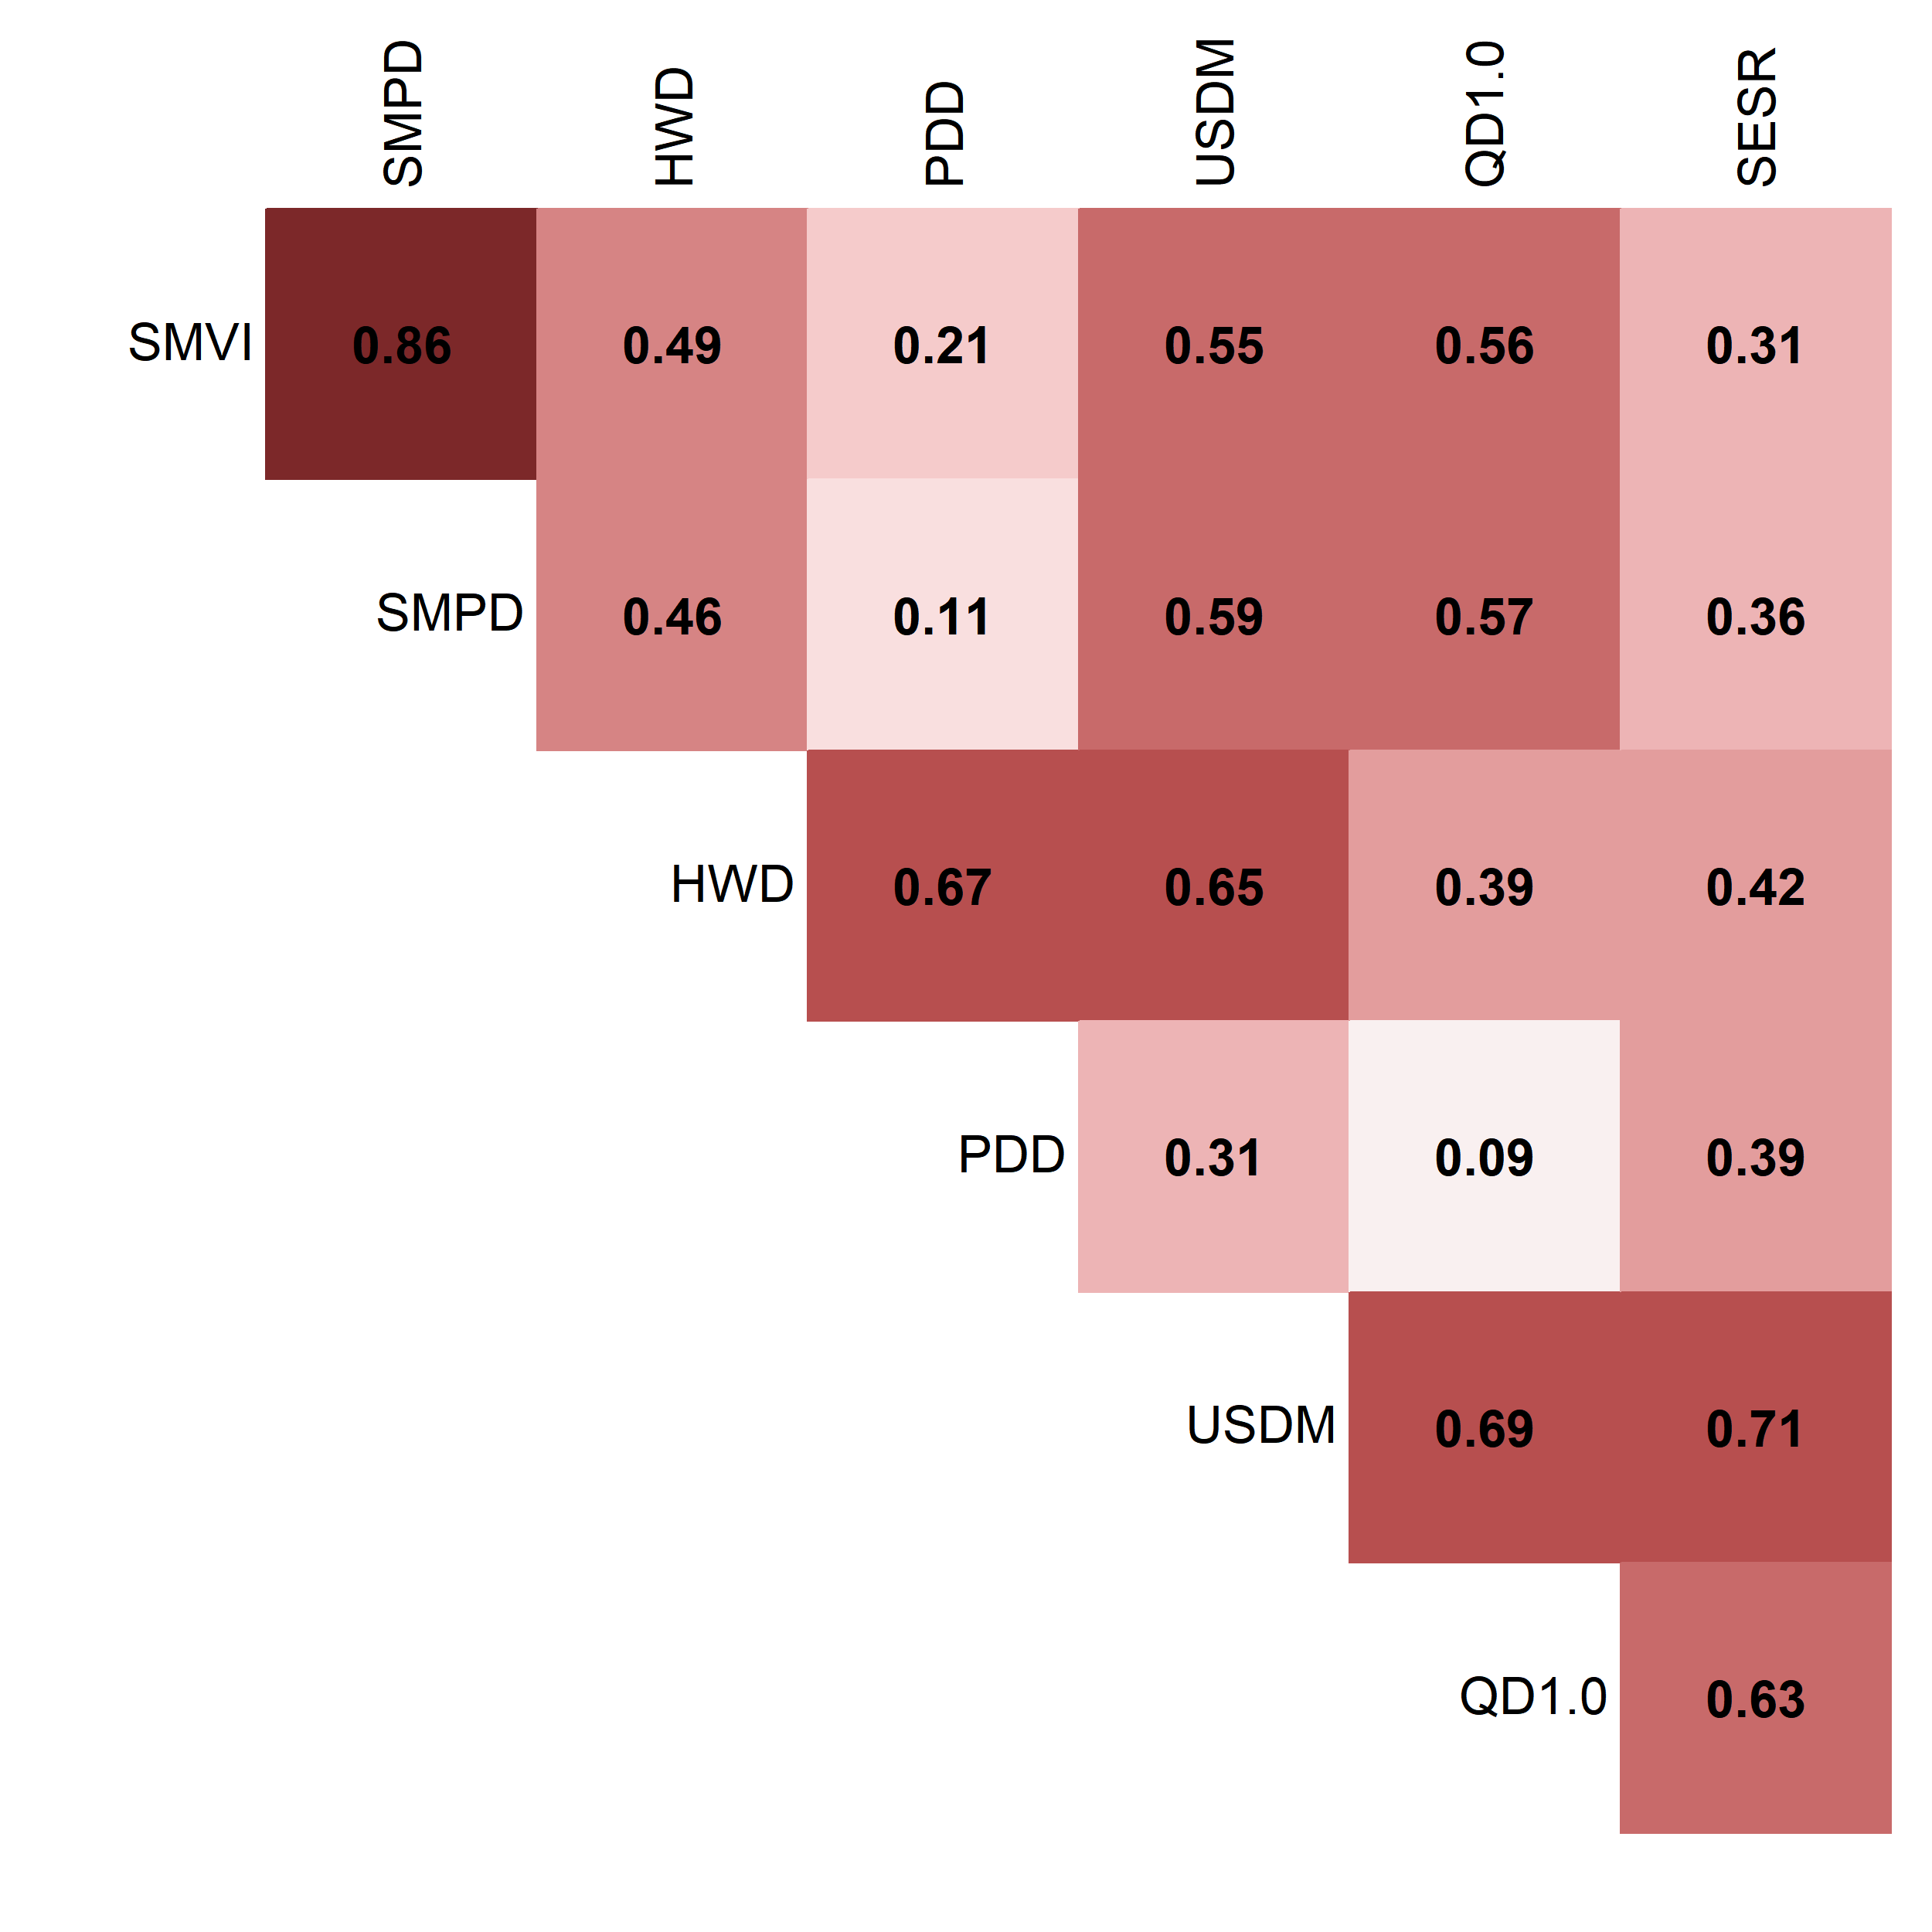 SMPD HWD PDD USDM QD1.0 SESR
SMVI 0.86 0.49 0.21 0.55 0.56 0.31
SMPD 0.46 0.11 0.59 0.57 0.36
HWD 0.67 0.65 0.39 0.42
PDD 0.31 0.09 0.39
USDM 0.69 0.71
QD1.0 0.63